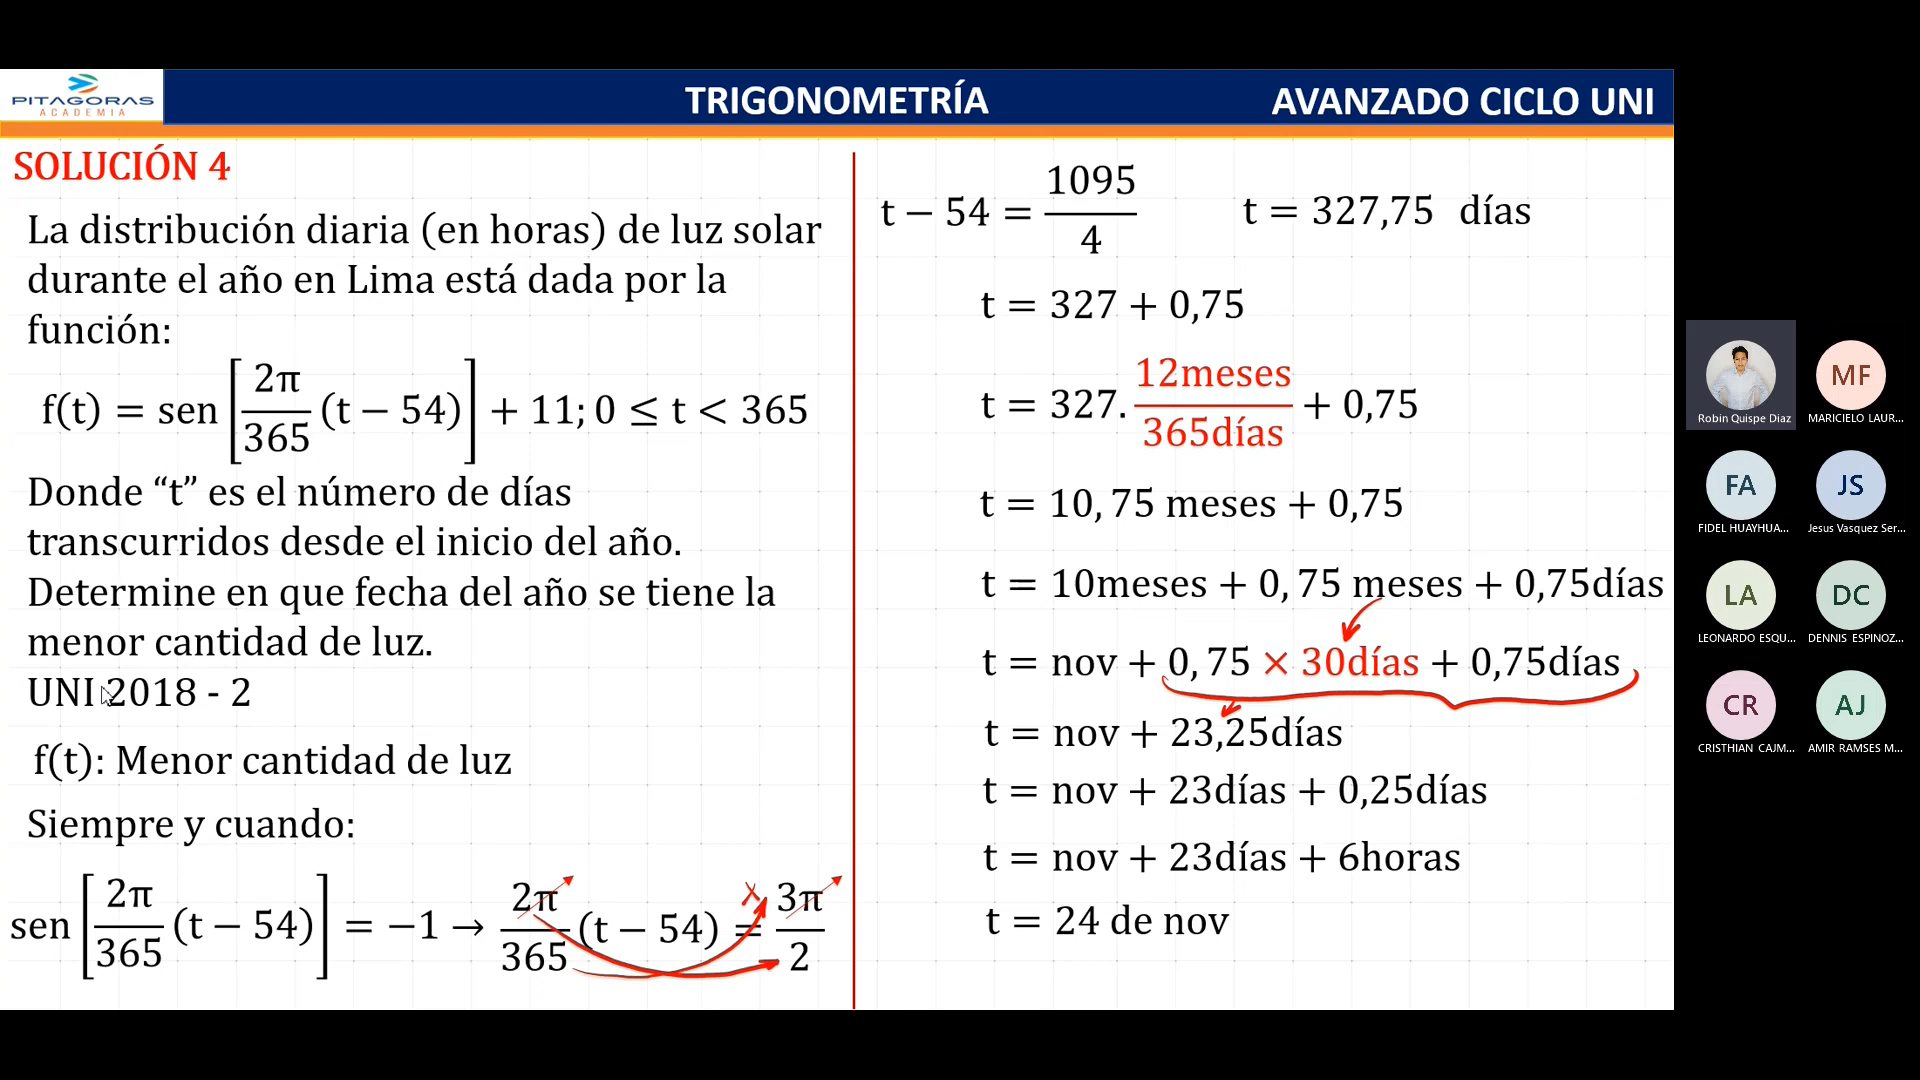 PITAGORAS
ACADEMIA
TRIGONOMETRÍA
AVANZADO CICLO UNI
SOLUCIÓN 4
La distribución diaria (en horas) de luz solar
durante el año en Lima está dada por la
función:
f(t) = sen [2π/365 (t − 54)] + 11; 0 ≤ t < 365
Donde “t” es el número de días
transcurridos desde el inicio del año.
Determine en que fecha del año se tiene la
menor cantidad de luz.
UNI 2018 - 2
f(t): Menor cantidad de luz
Siempre y cuando:
sen [2π/365 (t − 54)] = −1 → 2π/365 (t − 54) = 3π/2
x
t − 54 = 1095/4
t = 327,75 días
t = 327 + 0,75
t = 327. 12meses/365días + 0,75
t = 10, 75 meses + 0,75
t = 10meses + 0, 75 meses + 0,75días
t = nov + 0, 75 × 30días + 0,75días
t = nov + 23,25días
t = nov + 23días + 0,25días
t = nov + 23días + 6horas
t = 24 de nov
Robin Quispe Diaz
MF
MARICIELO LAUR...
FA
FIDEL HUAYHUA...
JS
Jesus Vasquez Ser...
LA
LEONARDO ESQU...
DC
DENNIS ESPINOZ...
CR
CRISTHIAN CAJM...
AJ
AMIR RAMSES M...